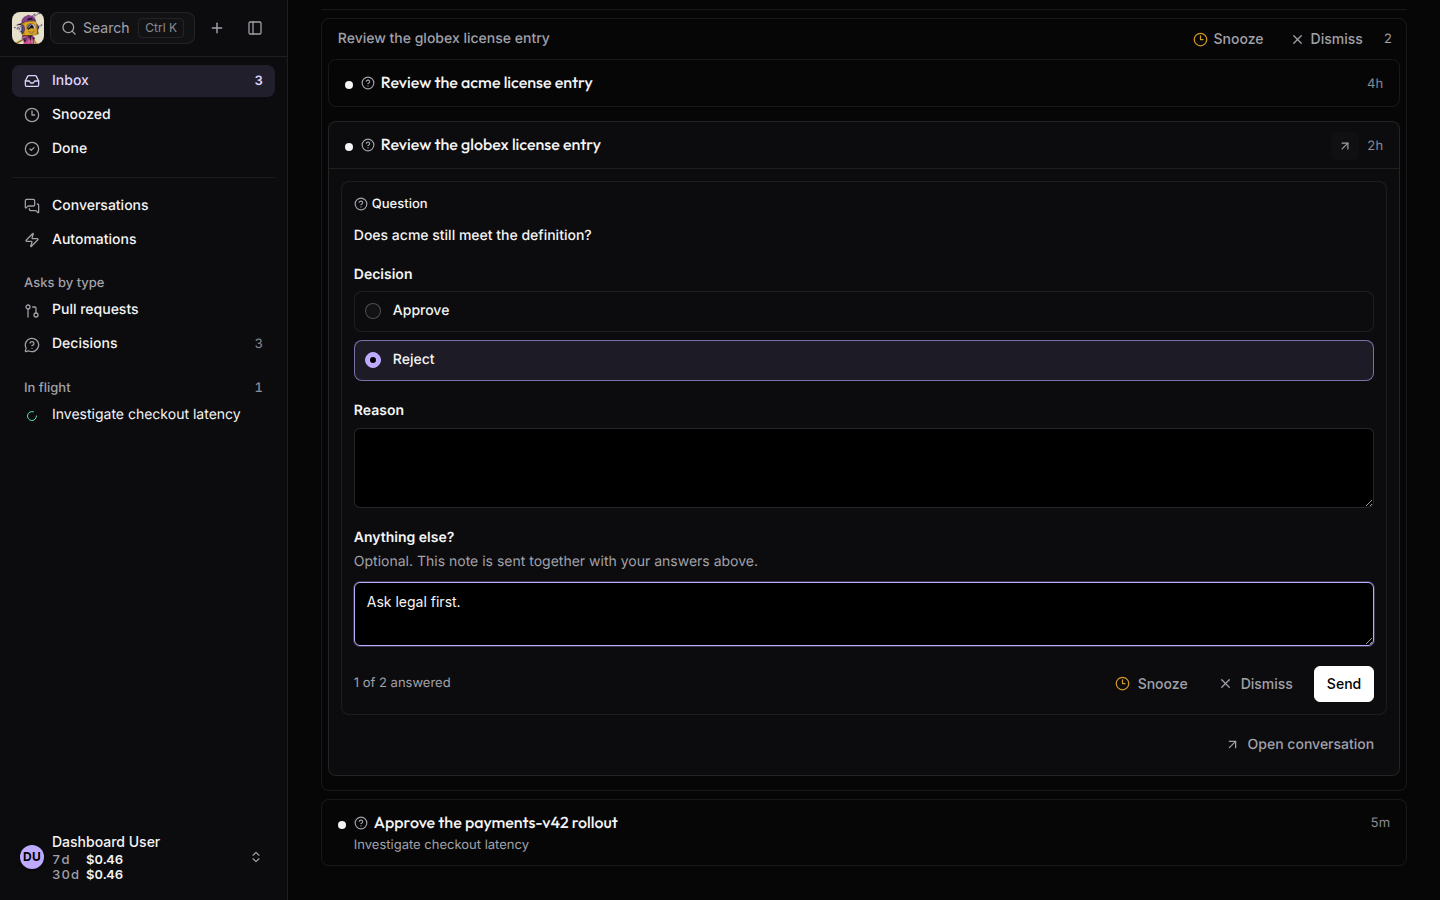 Search Ctrl K
Inbox 3
Snoozed
Done
Conversations
Automations
Asks by type
Pull requests
Decisions 3
In flight 1
Investigate checkout latency
DU Dashboard User
7d $0.46
30d $0.46
Review the globex license entry Snooze Dismiss 2
Review the acme license entry 4h
Review the globex license entry 2h
Question
Does acme still meet the definition?
Decision
Approve
Reject
Reason
Anything else?
Optional. This note is sent together with your answers above.
Ask legal first.
1 of 2 answered Snooze Dismiss Send
Open conversation
Approve the payments-v42 rollout 5m
Investigate checkout latency